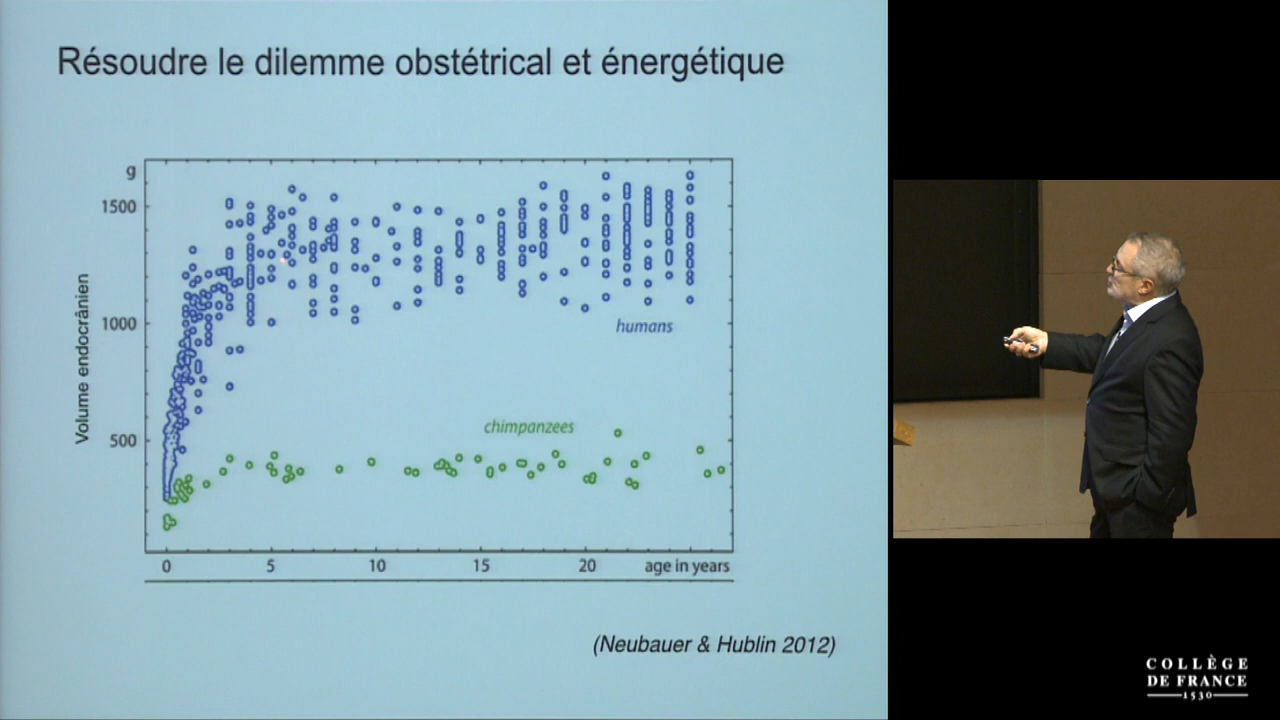 Résoudre le dilemme obstétrical et énergétique
g
1500
1000
500
Volume endocrânien
humans
chimpanzees
0 5 10 15 20 age in years
(Neubauer & Hublin 2012)
COLLÈGE
DE FRANCE
1530